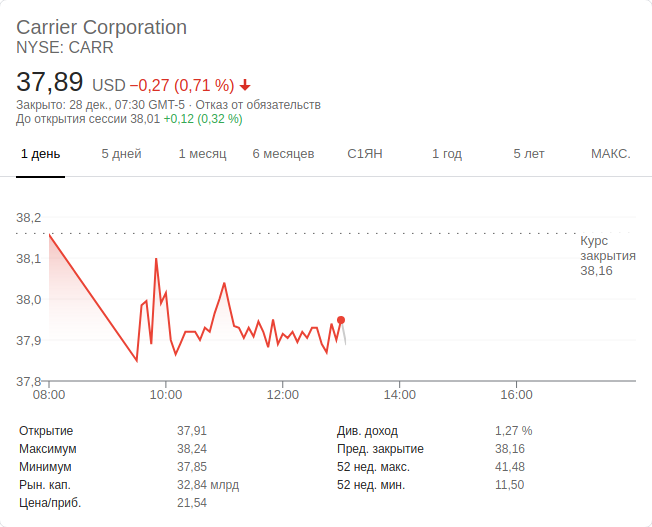 Carrier Corporation
NYSE: CARR
37,89 USD −0,27 (0,71 %)
Закрыто: 28 дек., 07:30 GMT-5 · Отказ от обязательств
До открытия сессии 38,01 +0,12 (0,32 %)
1 день 5 дней 1 месяц 6 месяцев С1ЯН 1 год 5 лет МАКС.
38,2
Курс
закрытия
38,16
38,1
38,0
37,9
37,8
08:00 10:00 12:00 14:00 16:00
Открытие 37,91 Див. доход 1,27 %
Максимум 38,24 Пред. закрытие 38,16
Минимум 37,85 52 нед. макс. 41,48
Рын. кап. 32,84 млрд 52 нед. мин. 11,50
Цена/приб. 21,54